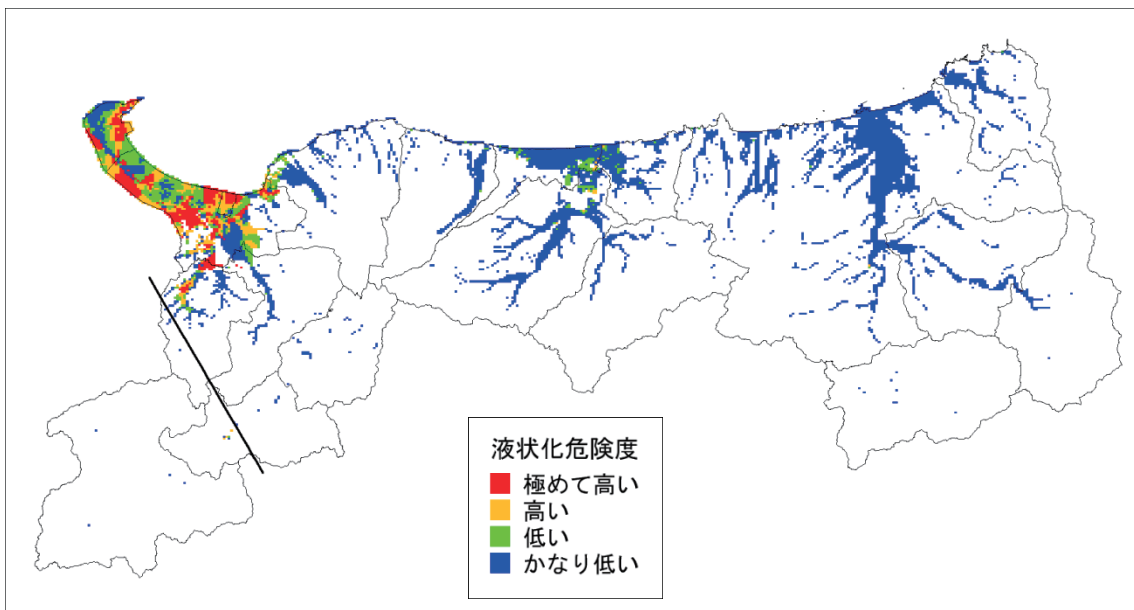 液状化危険度
極めて高い
高い
低い
かなり低い